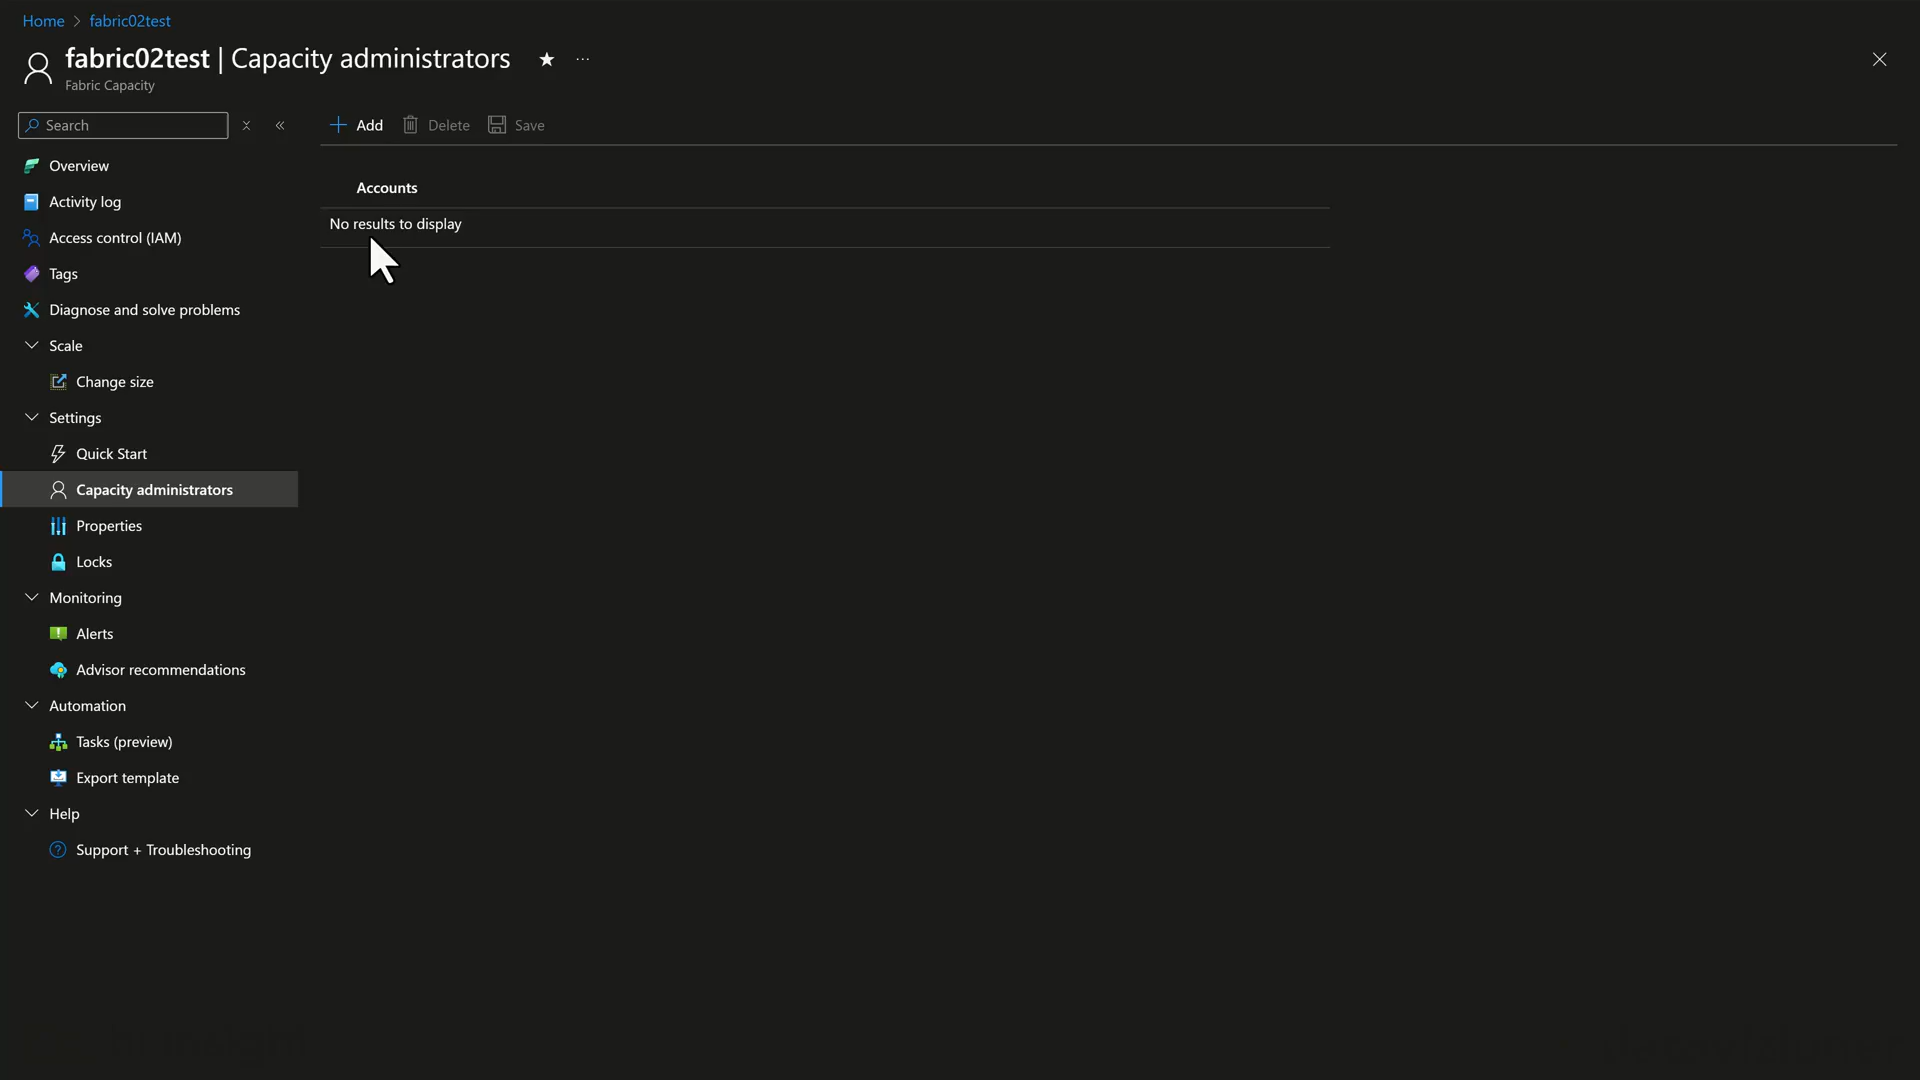 Home > fabric02test
fabric02test | Capacity administrators ★ ...
Fabric Capacity
Search
Add Delete Save
Overview
Activity log
Access control (IAM)
Tags
Diagnose and solve problems
Scale
Change size
Settings
Quick Start
Capacity administrators
Properties
Locks
Monitoring
Alerts
Advisor recommendations
Automation
Tasks (preview)
Export template
Help
Support + Troubleshooting
Accounts
No results to display